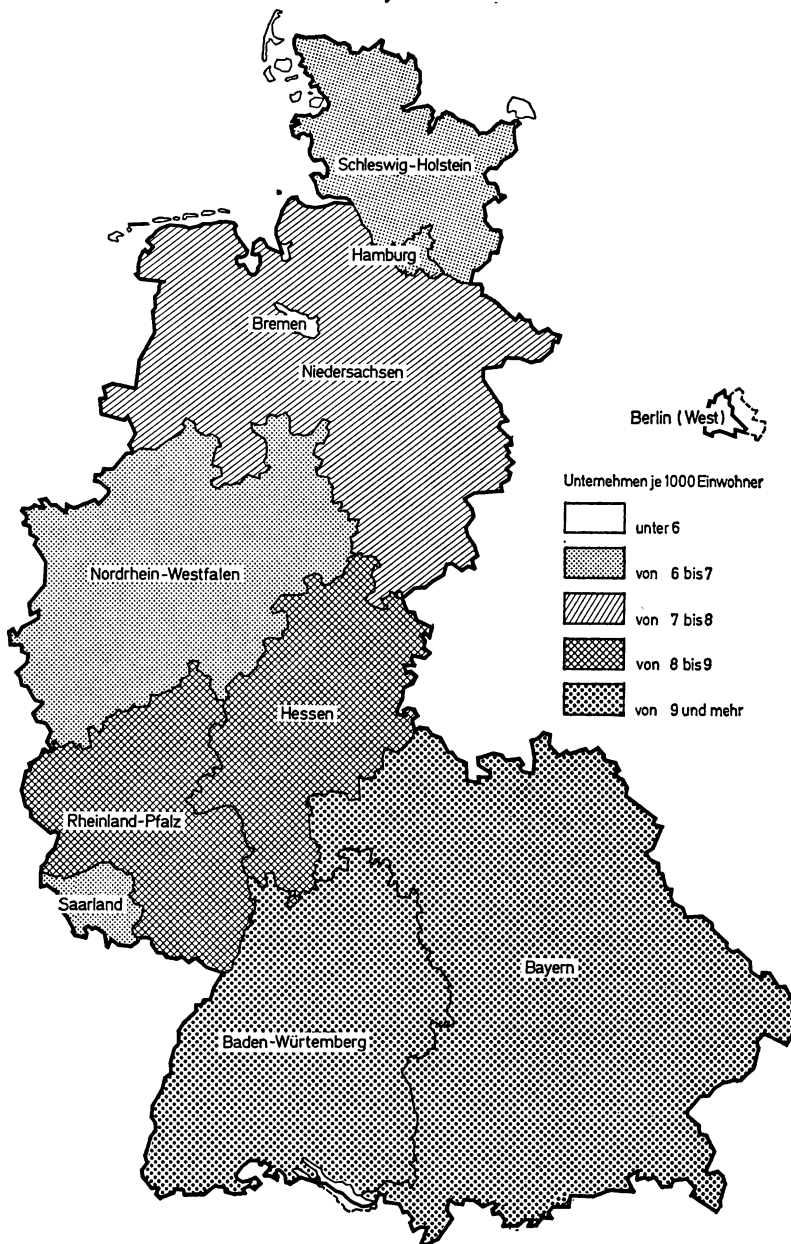 Schleswig-Holstein
Hamburg
Bremen
Niedersachsen
Berlin (West)
Unternehmen je 1000 Einwohner
unter 6
von 6 bis 7
von 7 bis 8
von 8 bis 9
von 9 und mehr
Nordrhein-Westfalen
Hessen
Rheinland-Pfalz
Saarland
Bayern
Baden-Würtemberg